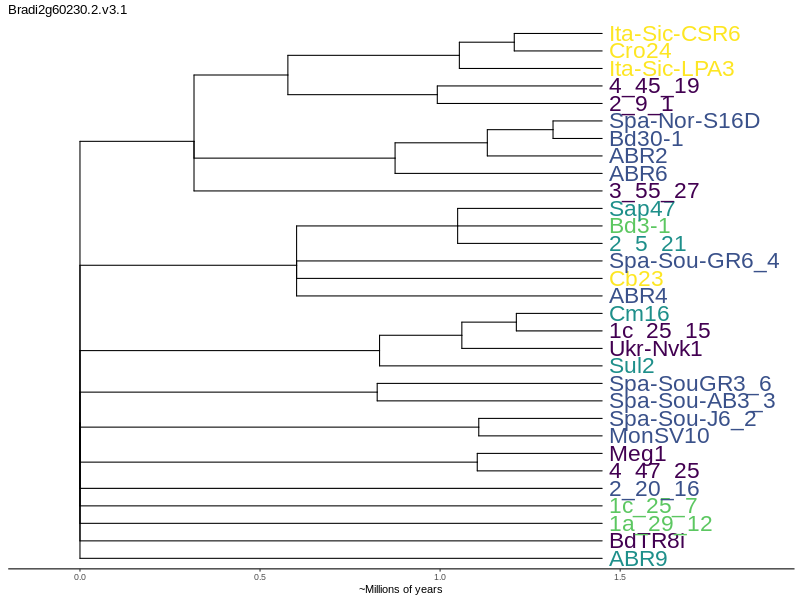 Bradi2g60230.2.v3.1
Ita-Sic-CSR6
Cro24
Ita-Sic-LPA3
4_45_19
2_9_1
Spa-Nor-S16D
Bd30-1
ABR2
ABR6
3_55_27
Sap47
Bd3-1
2_5_21
Spa-Sou-GR6_4
Cb23
ABR4
Cm16
1c_25_15
Ukr-Nvk1
Sul2
Spa-SouGR3_6
Spa-Sou-AB3_3
Spa-Sou-J6_2
MonSV10
Meg1
4_47_25
2_20_16
1c_25_7
1a_29_12
BdTR8i
ABR9
0.0 0.5 1.0 1.5
~Millions of years